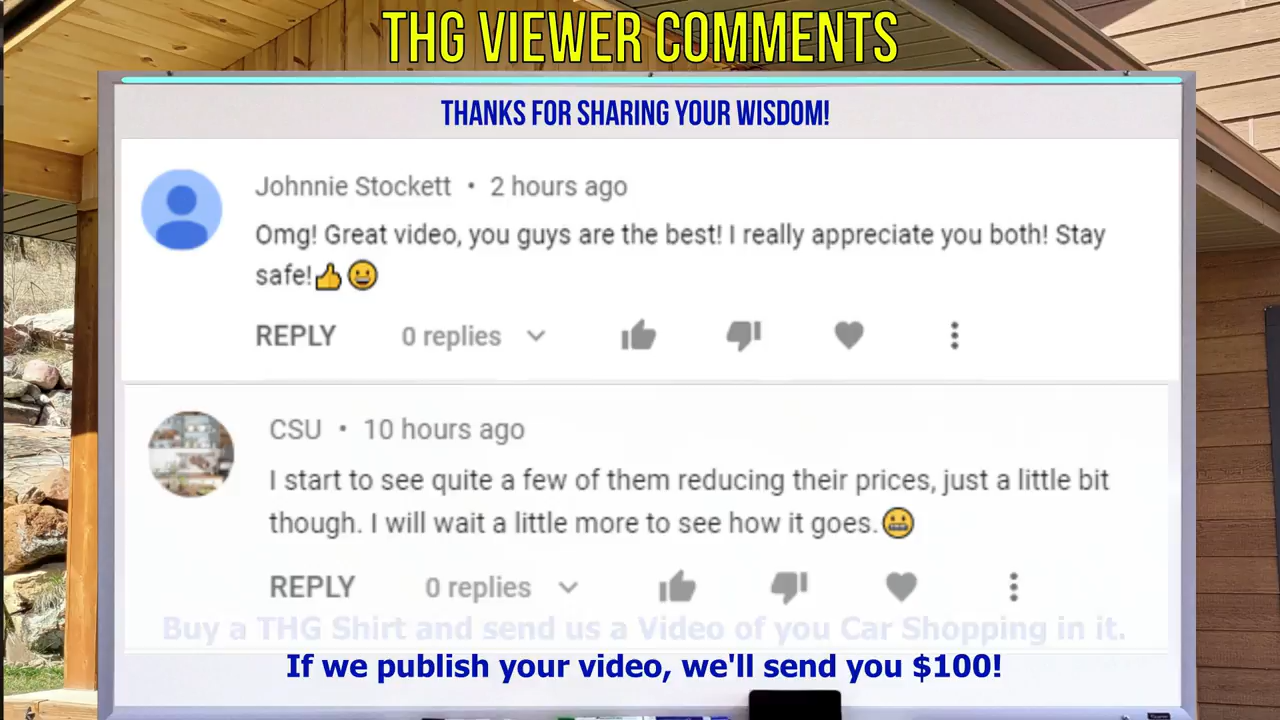 THG VIEWER COMMENTS
THANKS FOR SHARING YOUR WISDOM!
Johnnie Stockett • 2 hours ago
Omg! Great video, you guys are the best! I really appreciate you both! Stay
safe!👍😀
REPLY 0 replies
CSU • 10 hours ago
I start to see quite a few of them reducing their prices, just a little bit
though. I will wait a little more to see how it goes.😬
REPLY 0 replies
Buy a THG Shirt and send us a Video of you Car Shopping in it.
If we publish your video, we'll send you $100!